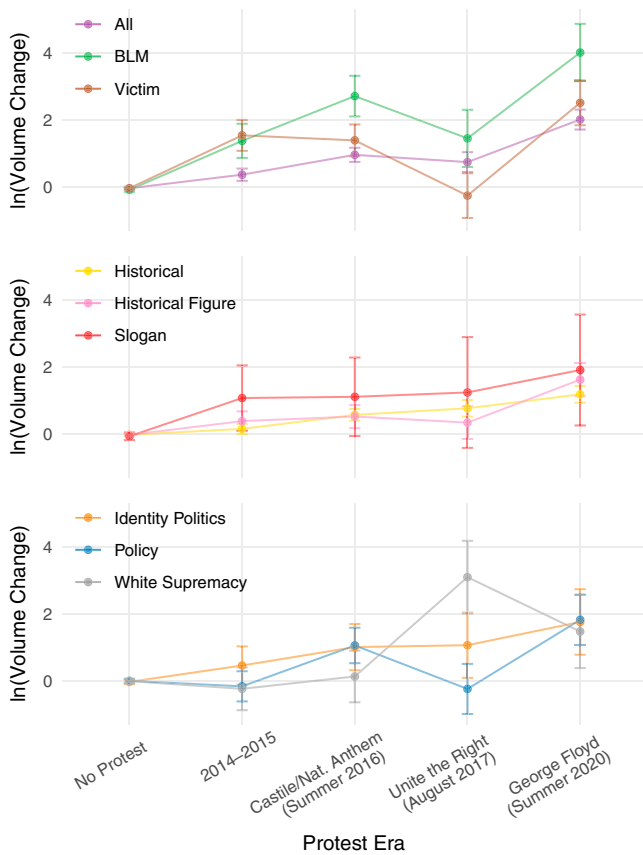 All
BLM
Victim
ln(Volume Change)
4
2
0
Historical
Historical Figure
Slogan
ln(Volume Change)
4
2
0
Identity Politics
Policy
White Supremacy
ln(Volume Change)
4
2
0
No Protest
2014–2015
Castile/Nat. Anthem
(Summer 2016)
Unite the Right
(August 2017)
George Floyd
(Summer 2020)
Protest Era